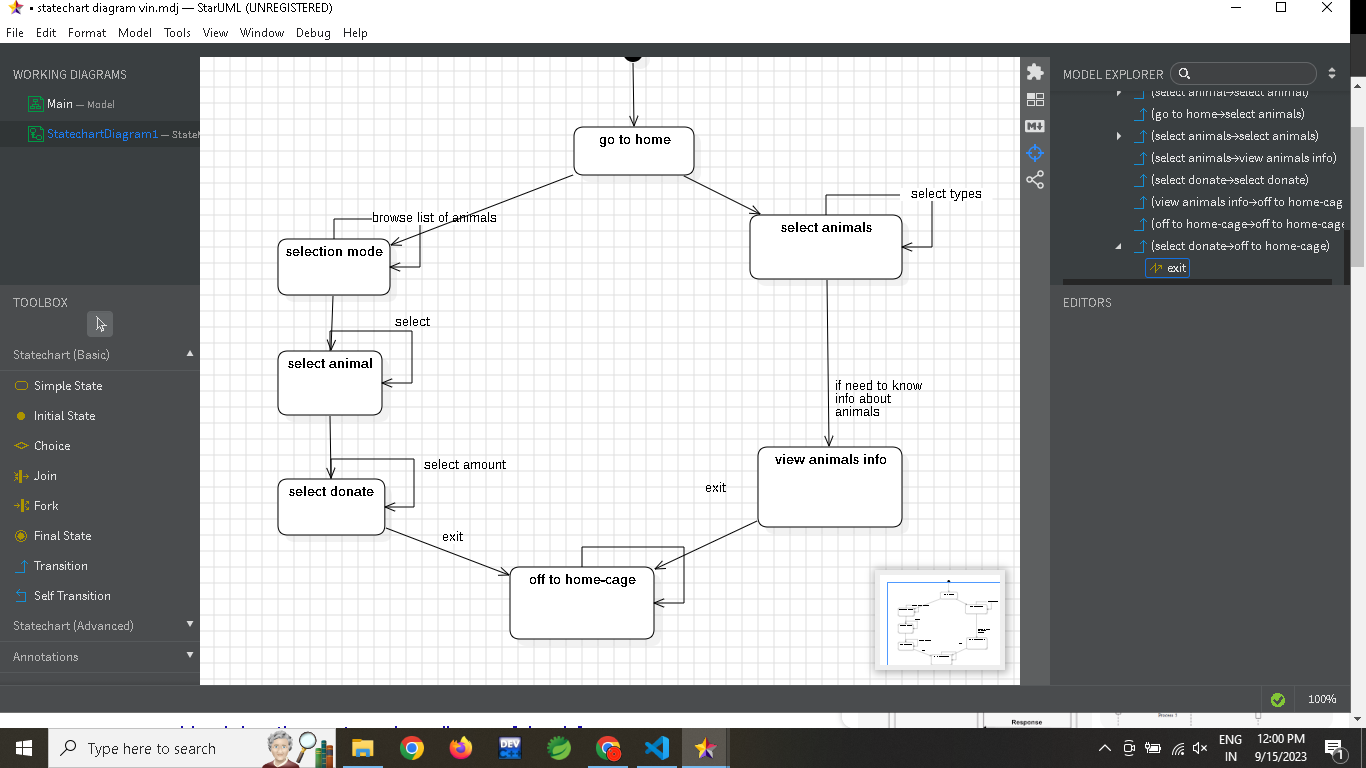 • statechart diagram vin.mdj — StarUML (UNREGISTERED)
File Edit Format Model Tools View Window Debug Help
WORKING DIAGRAMS
Main — Model
StatechartDiagram1 — State
TOOLBOX
Statechart (Basic)
Simple State
Initial State
Choice
Join
Fork
Final State
Transition
Self Transition
Statechart (Advanced)
Annotations
go to home
select types
select animals
browse list of animals
selection mode
select
select animal
if need to know
info about
animals
select amount
select donate
view animals info
exit
exit
off to home-cage
MODEL EXPLORER
(select animal→select animal)
(go to home→select animals)
(select animals→select animals)
(select animals→view animals info)
(select donate→select donate)
(view animals info→off to home-cag
(off to home-cage→off to home-cage
(select donate→off to home-cage)
exit
EDITORS
100%
Response
Process 1
Type here to search
DEV
ENG
IN
12:00 PM
9/15/2023
1